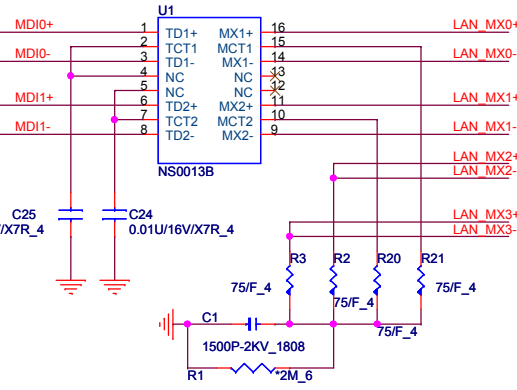 U1
MDI0+ 1 TD1+ MX1+ 16 LAN_MX0+
2 TCT1 MCT1 15
MDI0- 3 TD1- MX1- 14 LAN_MX0-
4 NC NC 13
5 NC NC 12
MDI1+ 6 TD2+ MX2+ 11 LAN_MX1+
7 TCT2 MCT2 10
MDI1- 8 TD2- MX2- 9 LAN_MX1-
LAN_MX2+
NS0013B LAN_MX2-
C25 C24 LAN_MX3+
/X7R_4 0.01U/16V/X7R_4 LAN_MX3-
R3 R2 R20 R21
75/F_4 75/F_4
75/F_4
C1 75/F_4
1500P-2KV_1808
R1 *2M_6